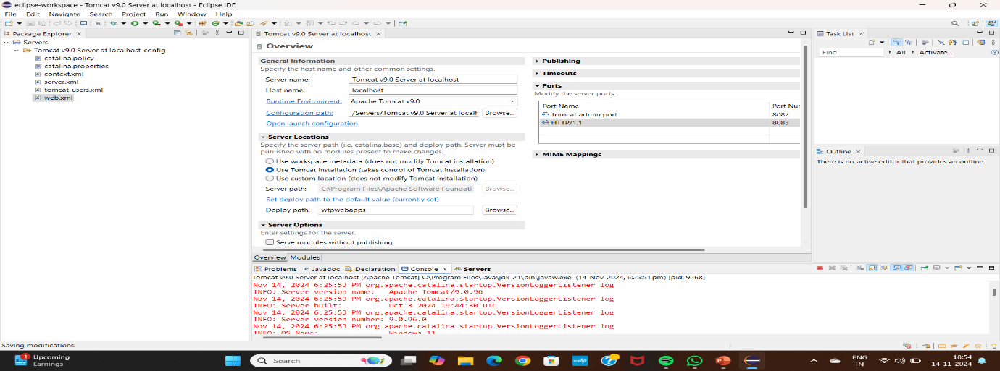 eclipse-workspace - Tomcat v9.0 Server at localhost - Eclipse IDE
File Edit Navigate Search Project Run Window Help
Package Explorer
Servers
Tomcat v9.0 Server at localhost-config
catalina.policy
catalina.properties
context.xml
server.xml
tomcat-users.xml
web.xml
Tomcat v9.0 Server at localhost
Overview
General Information
Specify the host name and other common settings.
Server name: Tomcat v9.0 Server at localhost
Host name: localhost
Runtime Environment: Apache Tomcat v9.0
Configuration path: /Servers/Tomcat v9.0 Server at localh Browse...
Open launch configuration
Server Locations
Specify the server path (i.e. catalina.base) and deploy path. Server must be
published with no modules present to make changes.
Use workspace metadata (does not modify Tomcat installation)
Use Tomcat installation (takes control of Tomcat installation)
Use custom location (does not modify Tomcat installation)
Server path: C:\Program Files\Apache Software Foundati Browse...
Set deploy path to the default value (currently set)
Deploy path: wtpwebapps Browse...
Server Options
Enter settings for the server.
Serve modules without publishing
Publishing
Timeouts
Ports
Modify the server ports.
Port Name Port Nur
Tomcat admin port 8082
HTTP/1.1 8083
MIME Mappings
Overview Modules
Task List
Find All Activate...
Outline
There is no active editor that provides an outline.
Problems Javadoc Declaration Console Servers
Tomcat v9.0 Server at localhost [Apache Tomcat] C:\Program Files\Java\jdk-21\bin\javaw.exe (14 Nov 2024, 6:25:51 pm) [pid: 9268]
Nov 14, 2024 6:25:53 PM org.apache.catalina.startup.VersionLoggerListener log
INFO: Server version name: Apache Tomcat/9.0.96
Nov 14, 2024 6:25:53 PM org.apache.catalina.startup.VersionLoggerListener log
INFO: Server built: Oct 3 2024 19:44:30 UTC
Nov 14, 2024 6:25:53 PM org.apache.catalina.startup.VersionLoggerListener log
INFO: Server version number: 9.0.96.0
Nov 14, 2024 6:25:53 PM org.apache.catalina.startup.VersionLoggerListener log
INFO: OS Name: Windows 11
Saving modifications:
1
Upcoming
Earnings
Search
myhp
ENG
IN
18:54
14-11-2024